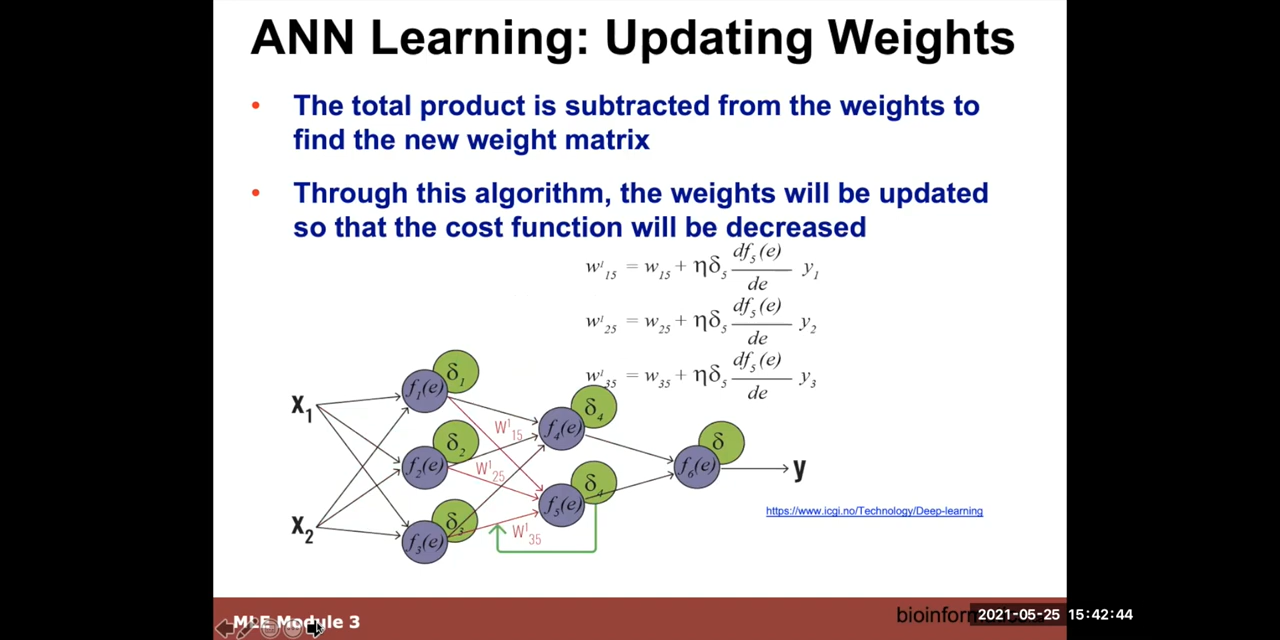 ANN Learning: Updating Weights
• The total product is subtracted from the weights to
find the new weight matrix
• Through this algorithm, the weights will be updated
so that the cost function will be decreased
w'₁₅ = w₁₅ + ηδ₅ df₅(e)/de y₁
w'₂₅ = w₂₅ + ηδ₅ df₅(e)/de y₂
w'₃₅ = w₃₅ + ηδ₅ df₅(e)/de y₃
X₁
X₂
f₁(e) δ₁
f₂(e) δ₂
f₃(e) δ₃
W'₁₅
W'₂₅
W'₃₅
f₄(e) δ₄
f₅(e) δ₄
f₆(e) δ
y
https://www.icgi.no/Technology/Deep-learning
MLE Module 3
2021-05-25 15:42:44